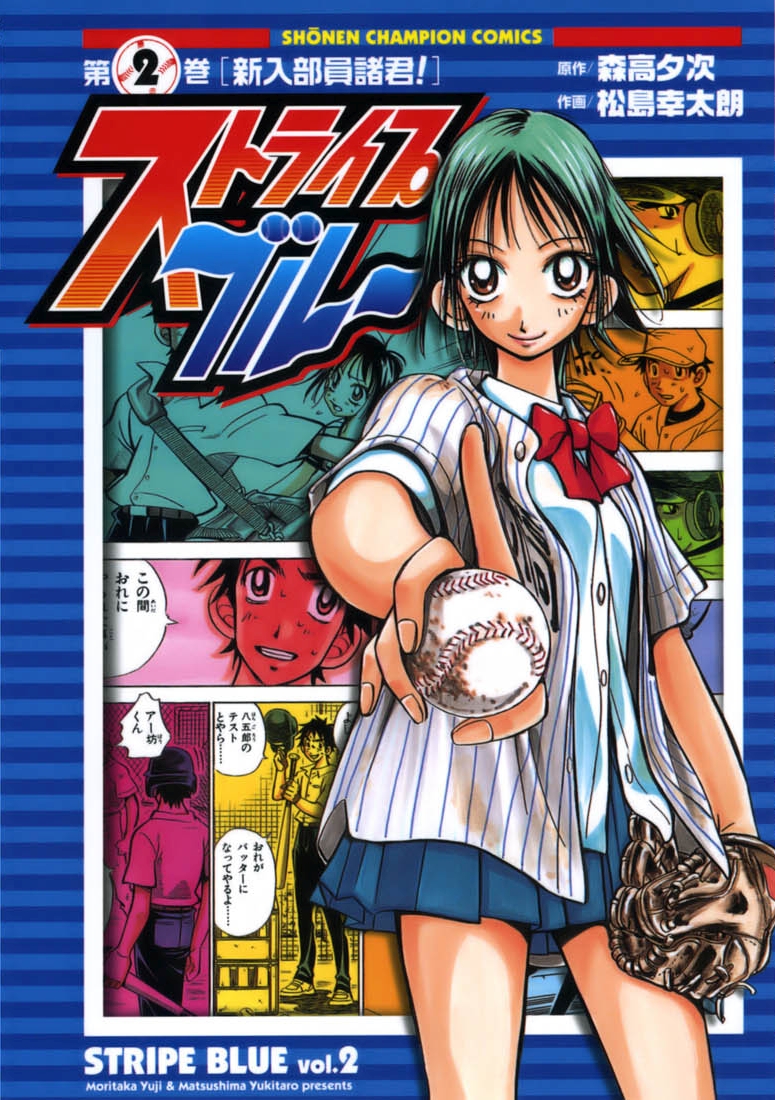 SHŌNEN CHAMPION COMICS
第2巻[新入部員諸君!]
原作/森高夕次
作画/松島幸太朗
ストライプ
ブルー
この間
おれに
アー坊
くん
八五郎の
テスト
とやら……
おれが
バッターに
なってやるよ……
STRIPE BLUE vol.2
Moritaka Yuji & Matsushima Yukitaro presents